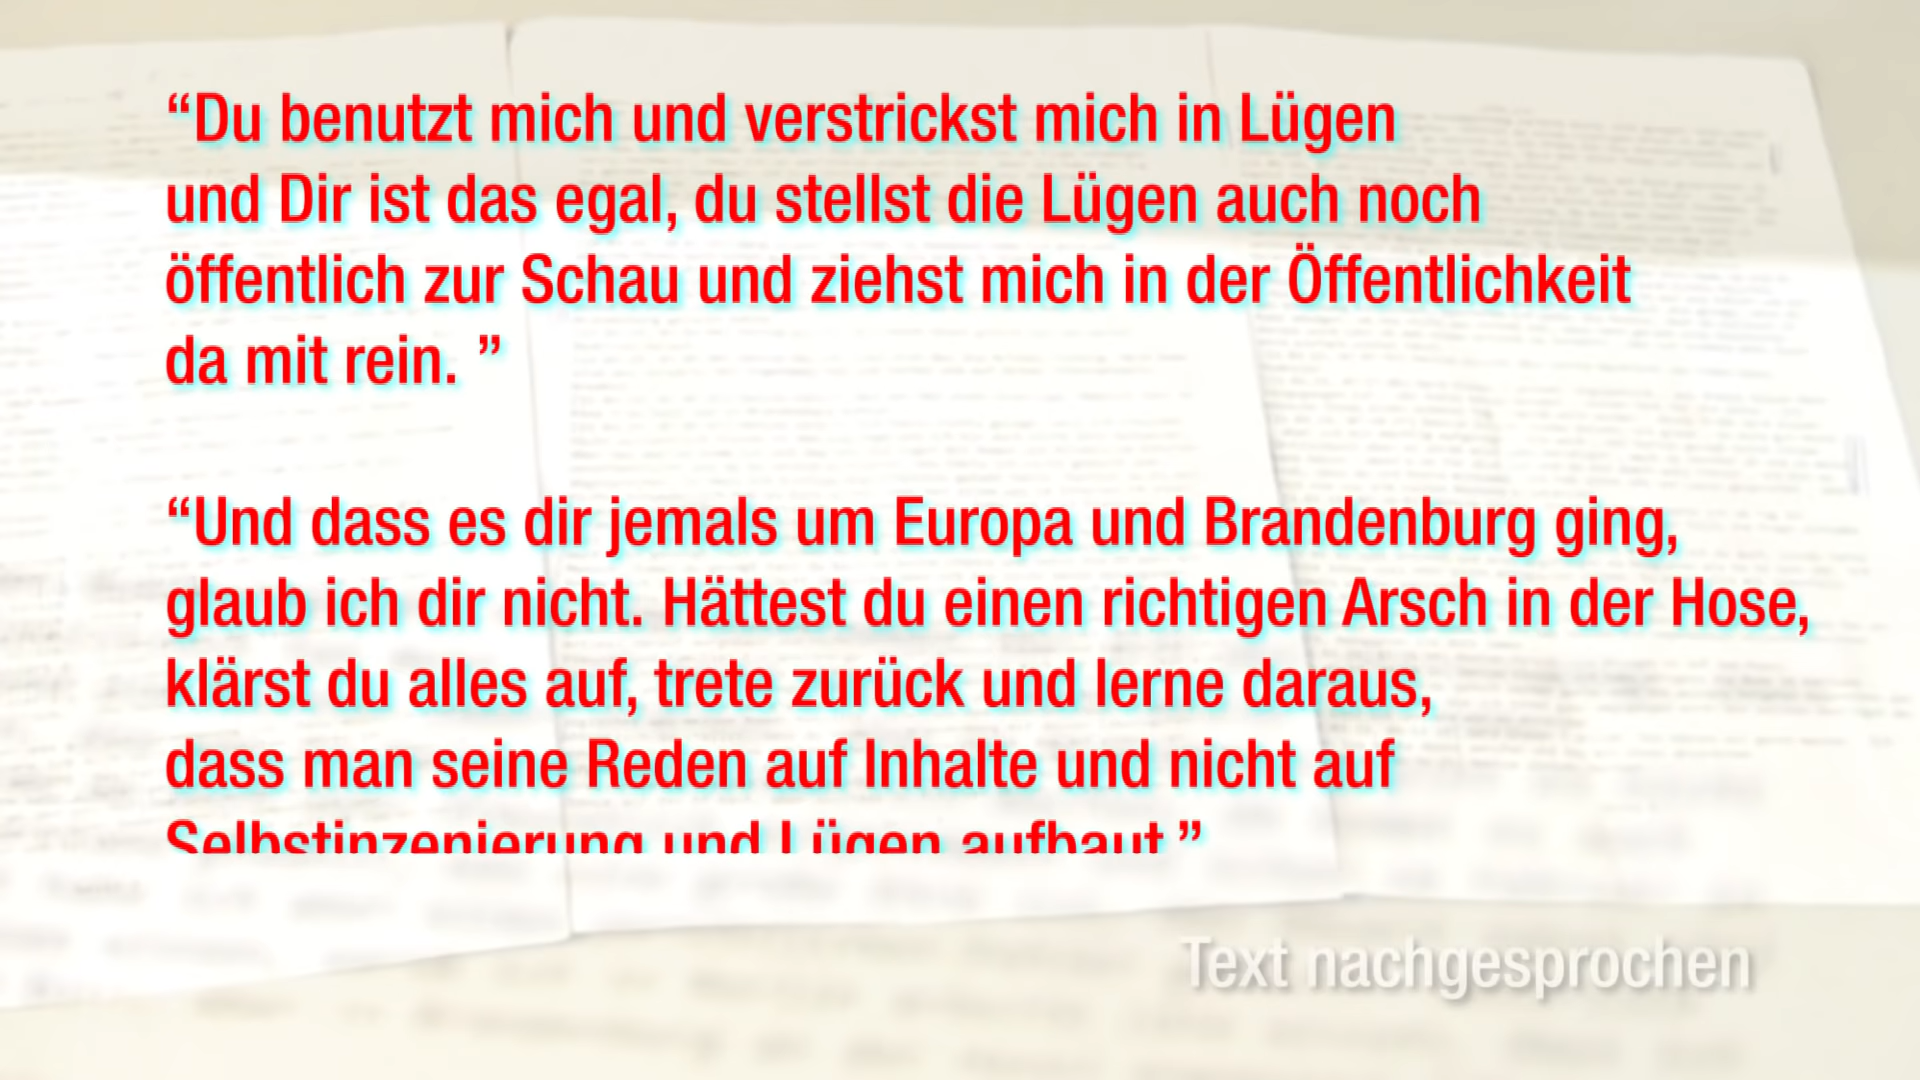 “Du benutzt mich und verstrickst mich in Lügen
und Dir ist das egal, du stellst die Lügen auch noch
öffentlich zur Schau und ziehst mich in der Öffentlichkeit
da mit rein. ”
“Und dass es dir jemals um Europa und Brandenburg ging,
glaub ich dir nicht. Hättest du einen richtigen Arsch in der Hose,
klärst du alles auf, trete zurück und lerne daraus,
dass man seine Reden auf Inhalte und nicht auf
Selbstinzenierung und Lügen aufbaut.”
Text nachgesprochen